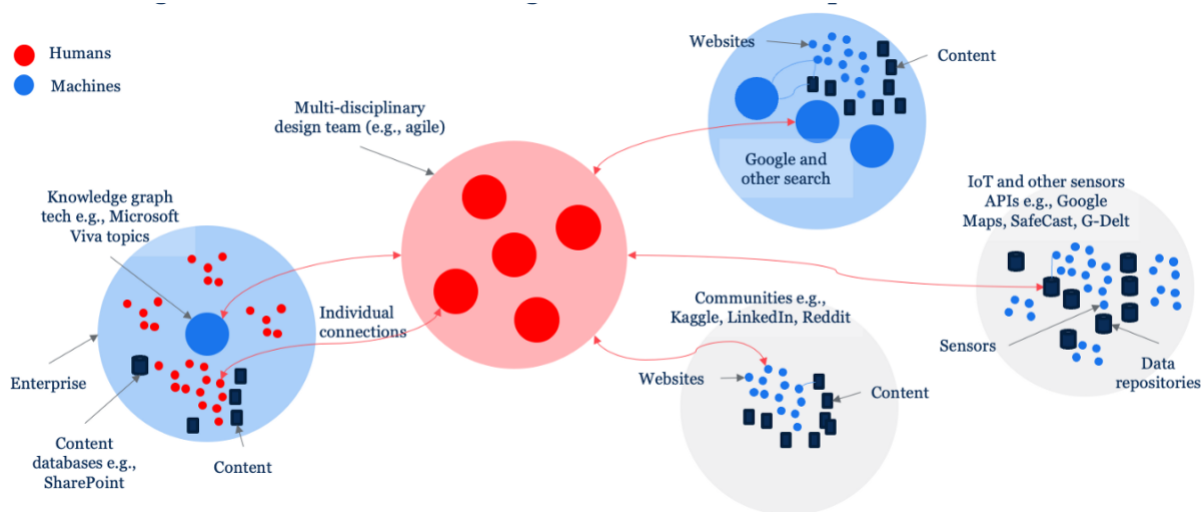 Humans
Machines
Multi-disciplinary
design team (e.g., agile)
Websites
Content
Google and
other search
Knowledge graph
tech e.g., Microsoft
Viva topics
IoT and other sensors
APIs e.g., Google
Maps, SafeCast, G-Delt
Individual
connections
Communities e.g.,
Kaggle, LinkedIn, Reddit
Sensors
Data
repositories
Enterprise
Websites
Content
Content
databases e.g.,
SharePoint
Content